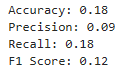 Accuracy: 0.18
Precision: 0.09
Recall: 0.18
F1 Score: 0.12